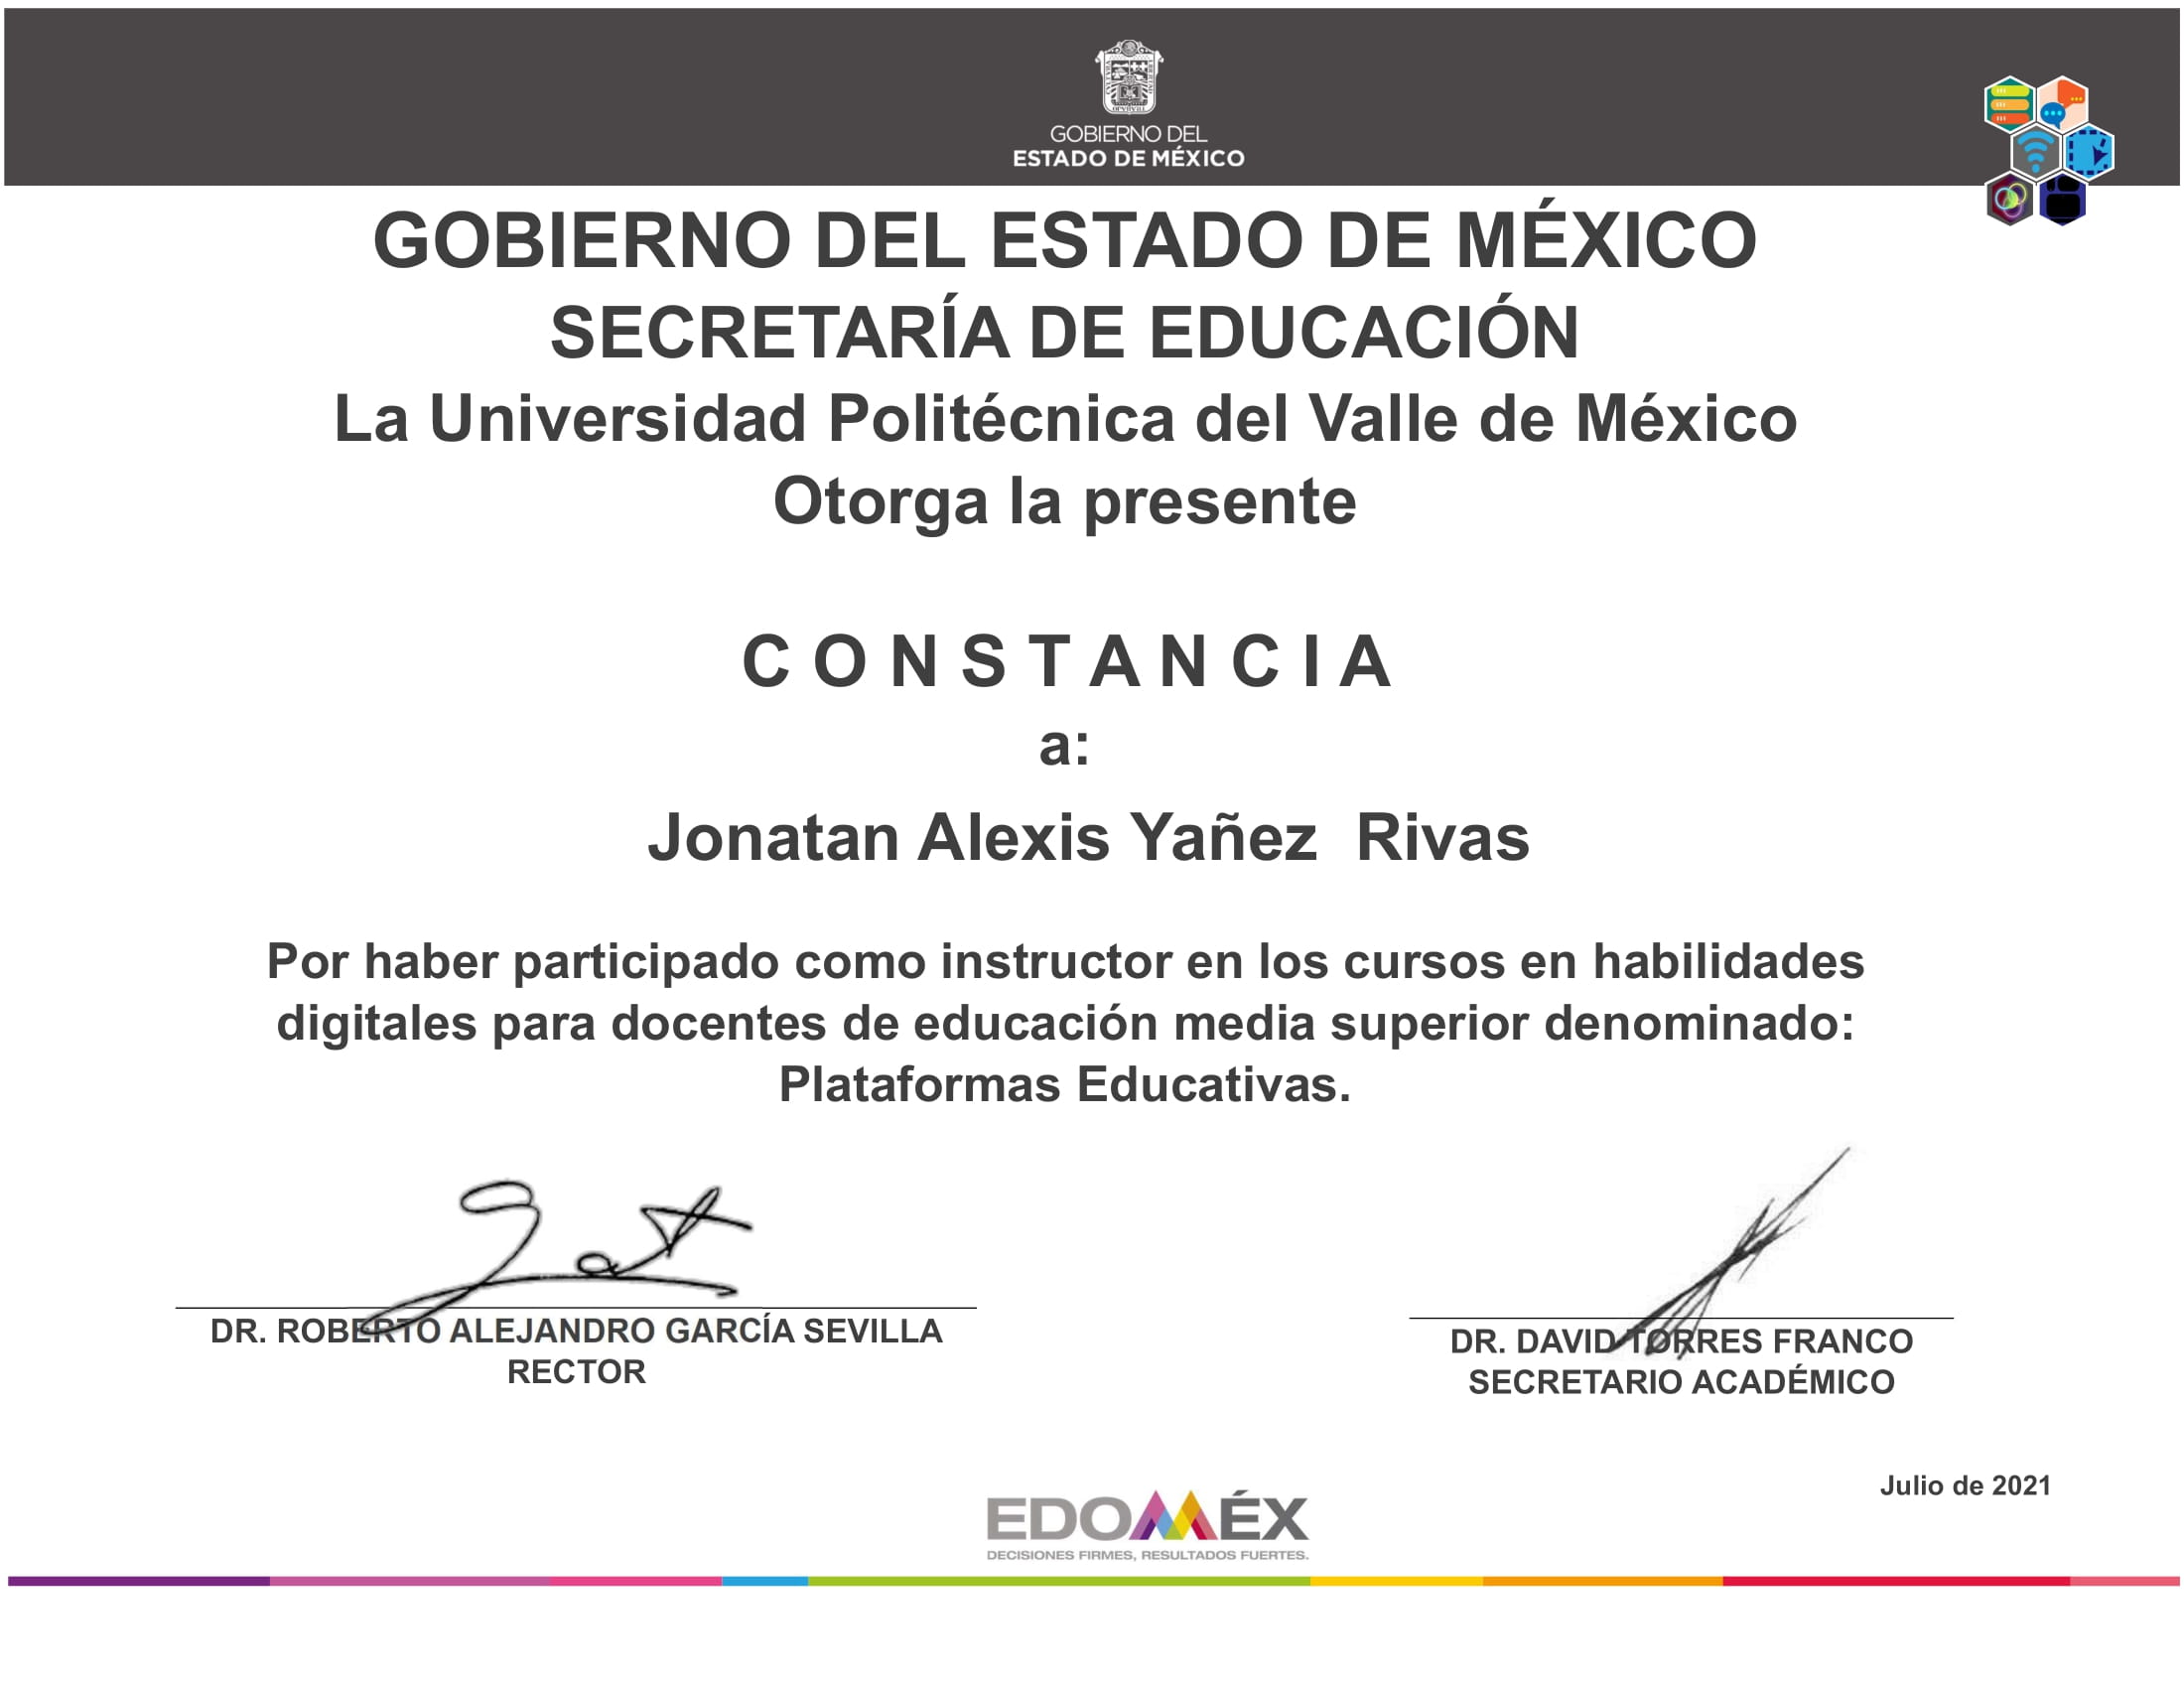 GOBIERNO DEL
ESTADO DE MÉXICO
GOBIERNO DEL ESTADO DE MÉXICO
SECRETARÍA DE EDUCACIÓN
La Universidad Politécnica del Valle de México
Otorga la presente
C O N S T A N C I A
a:
Jonatan Alexis Yañez  Rivas
Por haber participado como instructor en los cursos en habilidades
digitales para docentes de educación media superior denominado:
Plataformas Educativas.
DR. ROBERTO ALEJANDRO GARCÍA SEVILLA
RECTOR
DR. DAVID TORRES FRANCO
SECRETARIO ACADÉMICO
Julio de 2021
EDOMÉX
DECISIONES FIRMES, RESULTADOS FUERTES.